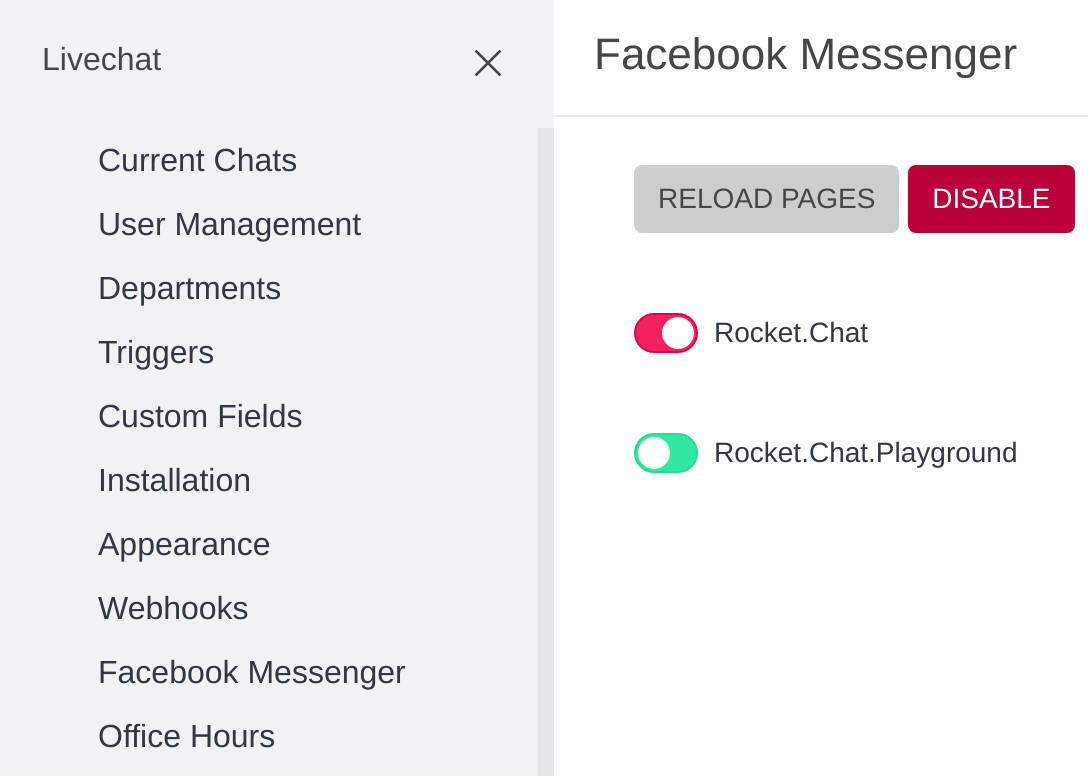 Livechat
Current Chats
User Management
Departments
Triggers
Custom Fields
Installation
Appearance
Webhooks
Facebook Messenger
Office Hours
Facebook Messenger
RELOAD PAGES
DISABLE
Rocket.Chat
Rocket.Chat.Playground